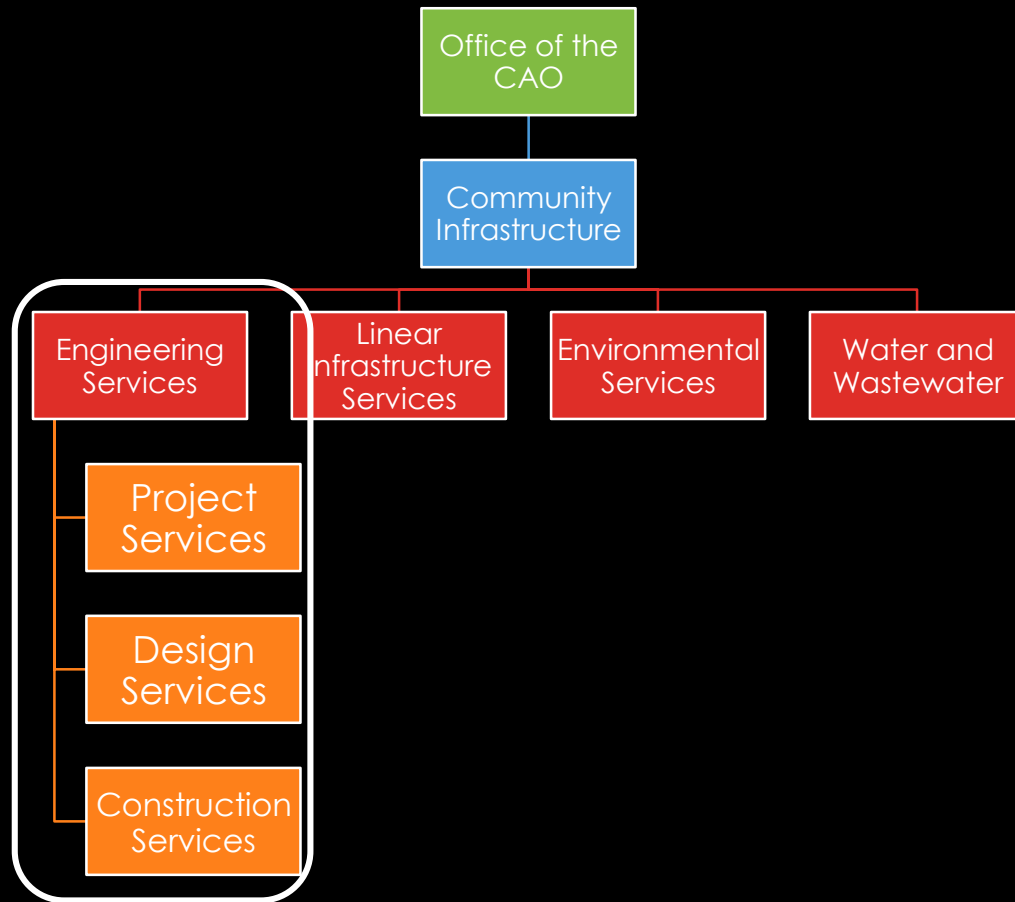 Office of the
CAO
Community
Infrastructure
Engineering
Services
Linear
Infrastructure
Services
Environmental
Services
Water and
Wastewater
Project
Services
Design
Services
Construction
Services